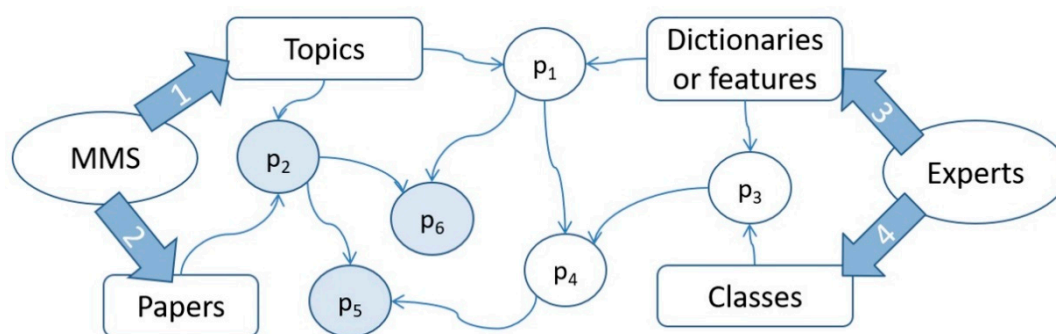 Topics
p₁
Dictionaries
or features
1
3
MMS
p₂
p₆
p₃
Experts
2
4
Papers
p₅
p₄
Classes